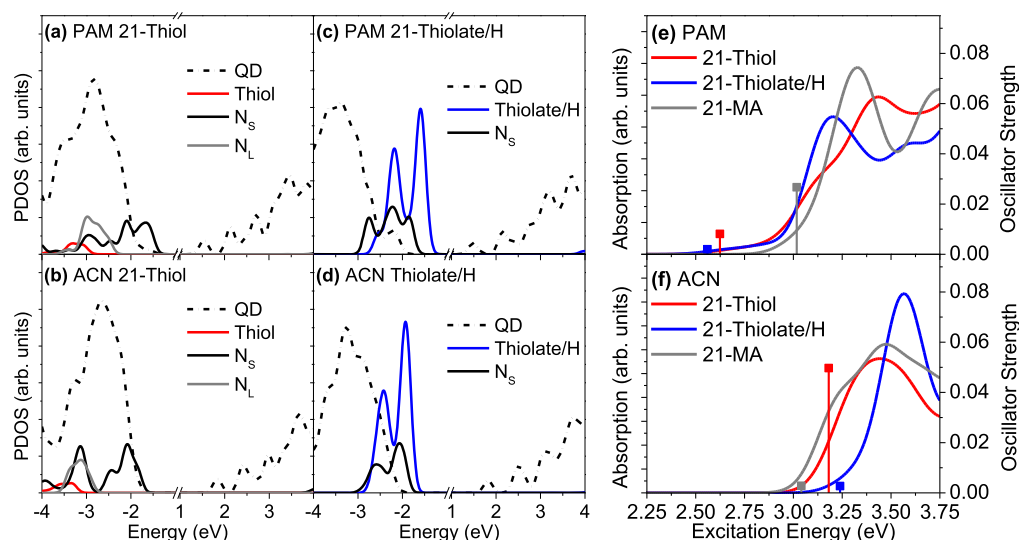 (a) PAM 21-Thiol
QD
Thiol
N_S
N_L
PDOS (arb. units)
(c) PAM 21-Thiolate/H
QD
Thiolate/H
N_S
(b) ACN 21-Thiol
QD
Thiol
N_S
N_L
PDOS (arb. units)
-4 -3 -2 2 3 4
Energy (eV)
(d) ACN Thiolate/H
QD
Thiolate/H
N_S
-4 -3 -2 -1 2 3 4
Energy (eV)
(e) PAM
21-Thiol
21-Thiolate/H
21-MA
Absorption (arb. units)
0.08
0.06
0.04
0.02
0.00
Oscillator Strength
(f) ACN
21-Thiol
21-Thiolate/H
21-MA
Absorption (arb. units)
0.08
0.06
0.04
0.02
0.00
Oscillator Strength
2.25 2.50 2.75 3.00 3.25 3.50 3.75
Excitation Energy (eV)